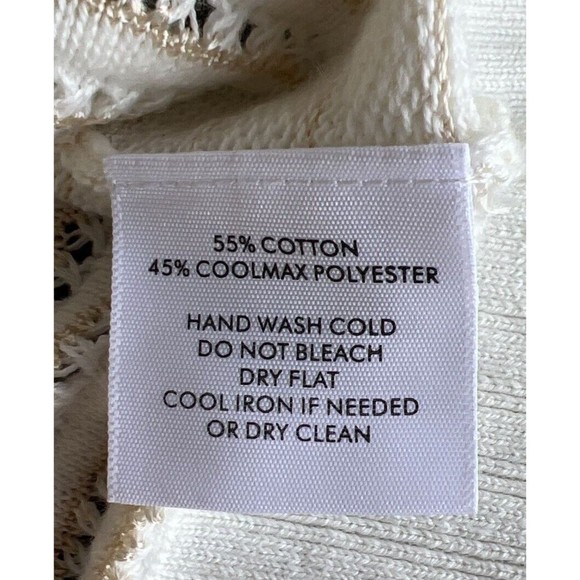 55% COTTON
45% COOLMAX POLYESTER
HAND WASH COLD
DO NOT BLEACH
DRY FLAT
COOL IRON IF NEEDED
OR DRY CLEAN